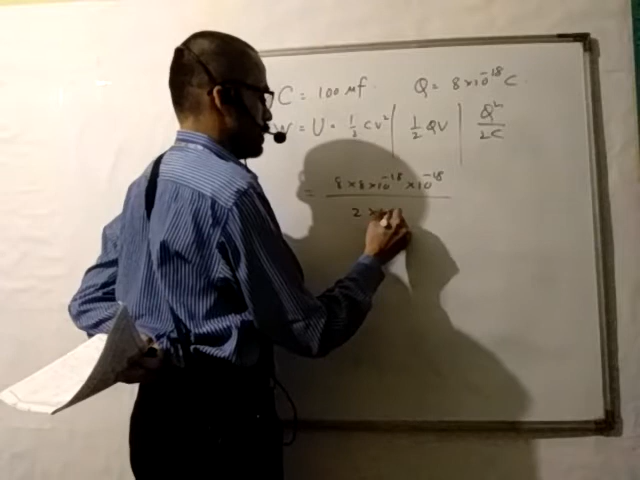 C = 100 μf. Q = 8×10⁻¹⁸ C.
W = U = ½ CV² | ½ QV | Q²/2C
= 8 × 8 × 10⁻¹⁸ × 10⁻¹⁸
2 ×